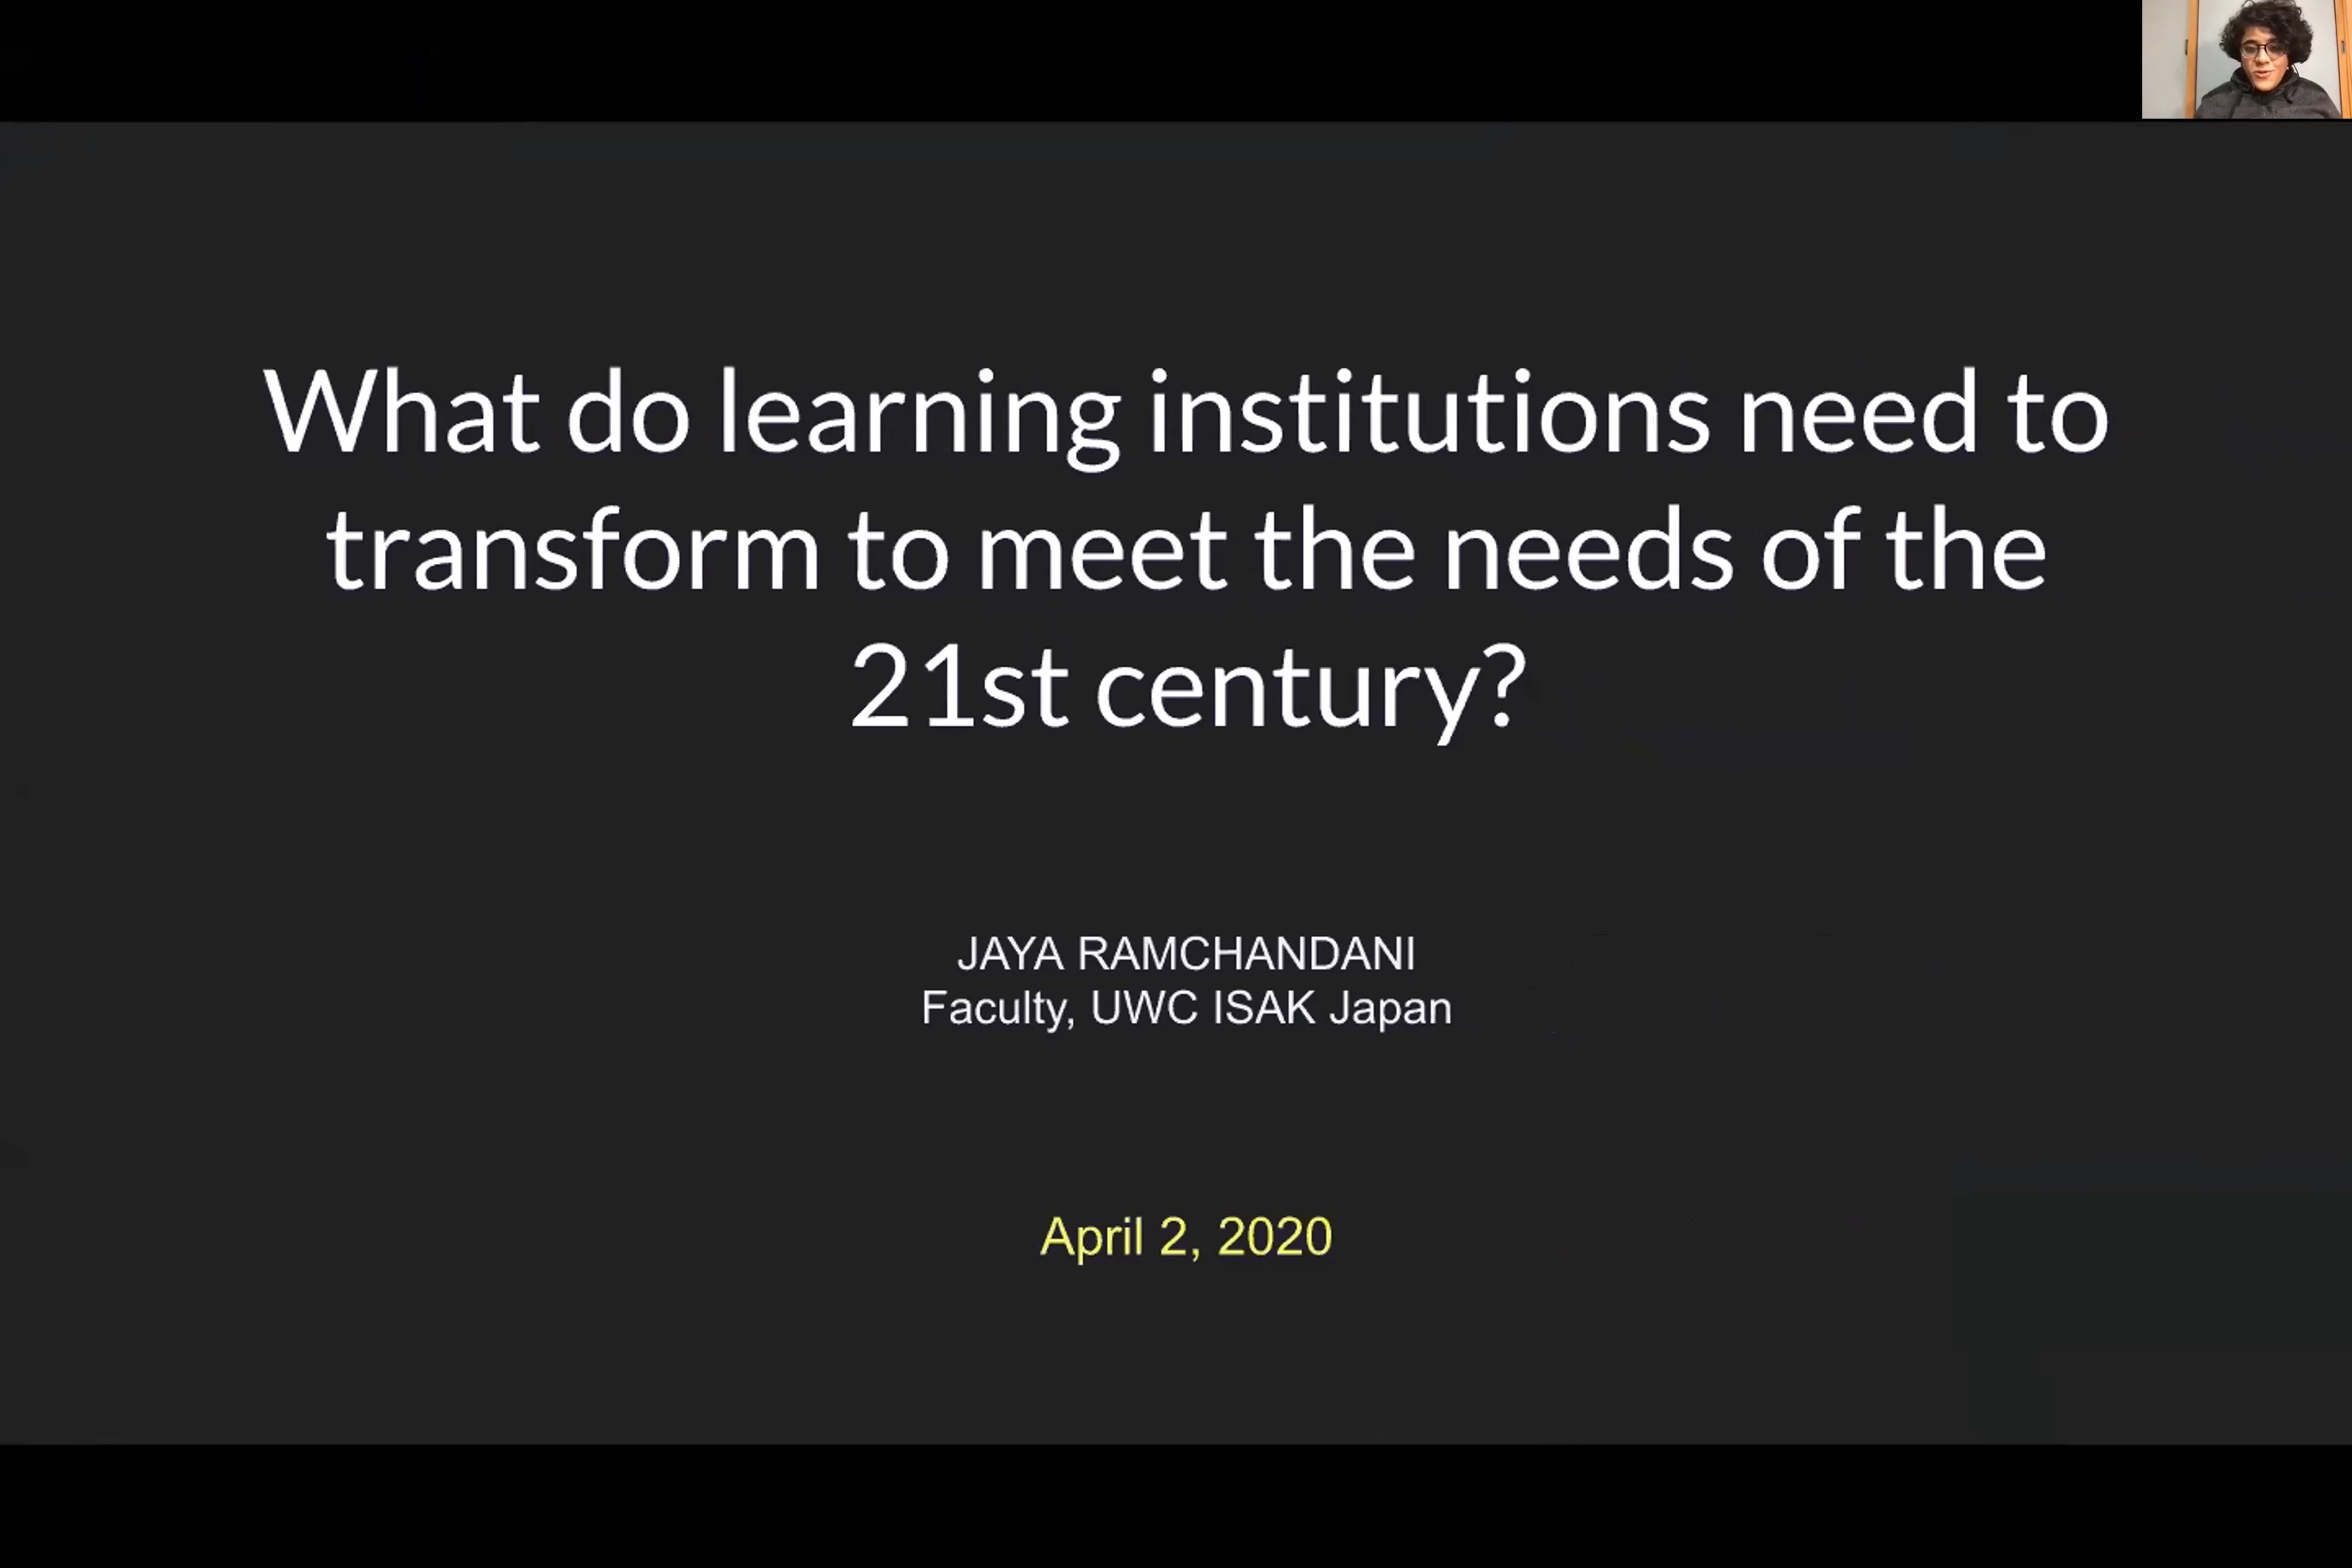 What do learning institutions need to
transform to meet the needs of the
21st century?
JAYA RAMCHANDANI
Faculty, UWC ISAK Japan
April 2, 2020